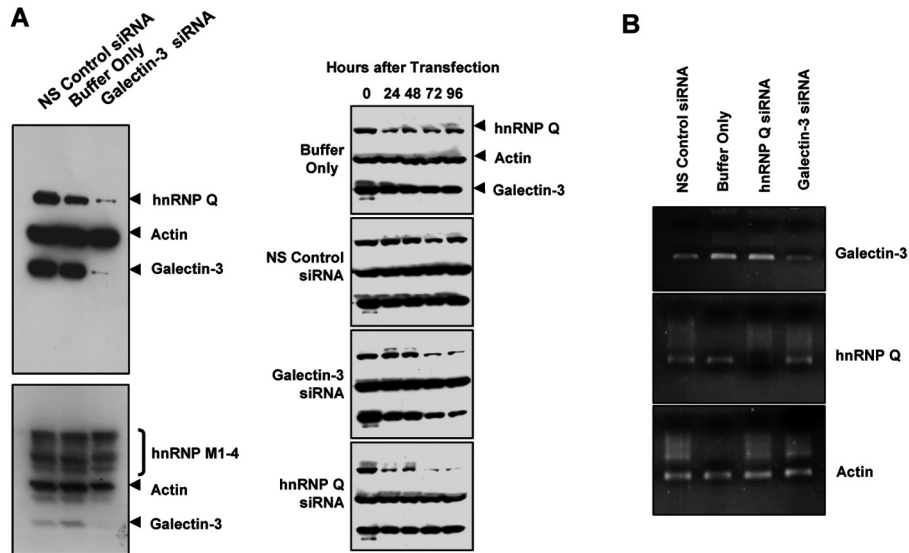 A
NS Control siRNA
Buffer Only
Galectin-3 siRNA
hnRNP Q
Actin
Galectin-3
hnRNP M1-4
Actin
Galectin-3
Hours after Transfection
0 24 48 72 96
Buffer
Only
hnRNP Q
Actin
Galectin-3
NS Control
siRNA
Galectin-3
siRNA
hnRNP Q
siRNA
B
NS Control siRNA
Buffer Only
hnRNP Q siRNA
Galectin-3 siRNA
Galectin-3
hnRNP Q
Actin